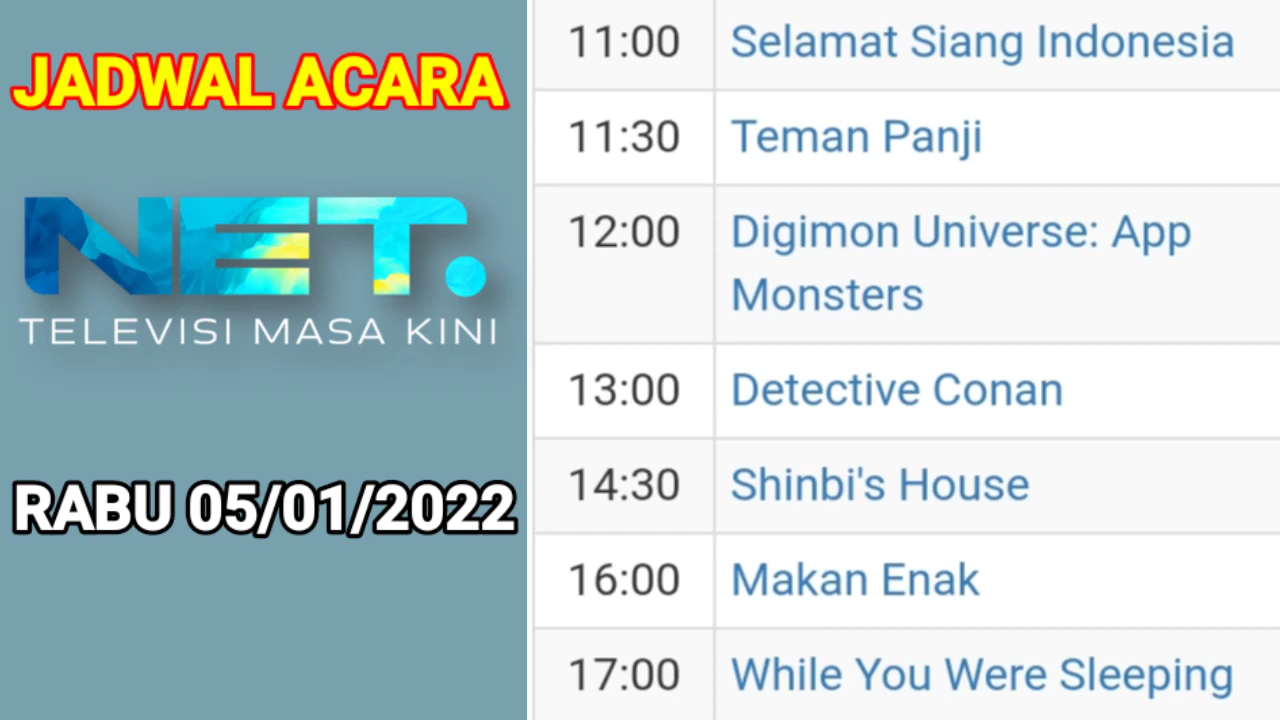 JADWAL ACARA
NET.
TELEVISI MASA KINI
RABU 05/01/2022
11:00 Selamat Siang Indonesia
11:30 Teman Panji
12:00 Digimon Universe: App
Monsters
13:00 Detective Conan
14:30 Shinbi's House
16:00 Makan Enak
17:00 While You Were Sleeping